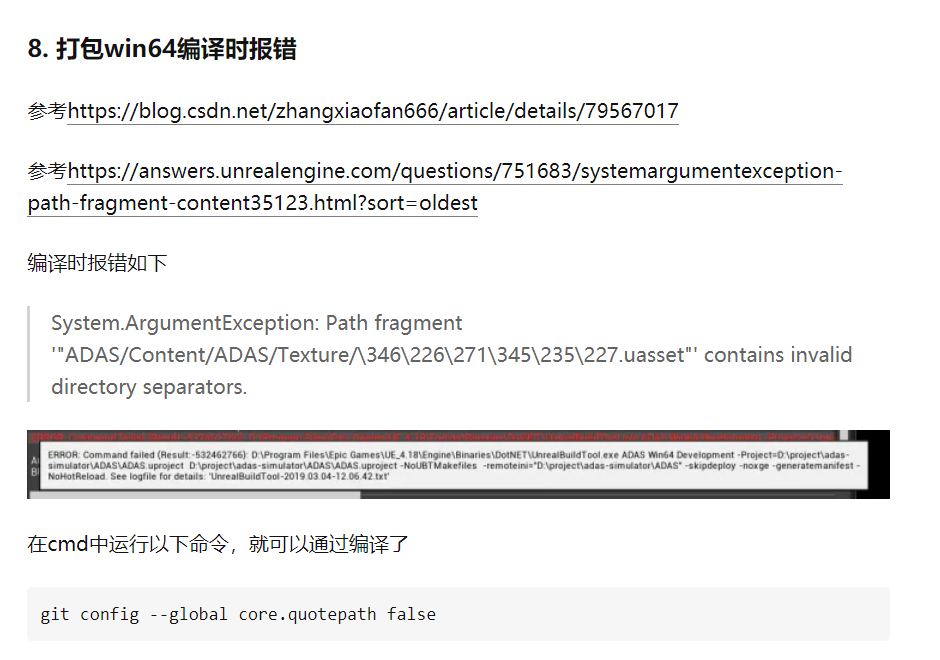 8. 打包win64编译时报错
参考https://blog.csdn.net/zhangxiaofan666/article/details/79567017
参考https://answers.unrealengine.com/questions/751683/systemargumentexception-
path-fragment-content35123.html?sort=oldest
编译时报错如下
System.ArgumentException: Path fragment
'"ADAS/Content/ADAS/Texture/\346\226\271\345\235\227.uasset"' contains invalid
directory separators.
ERROR: Command failed (Result:-532462766): D:\Program Files\Epic Games\UE_4.18\Engine\Binaries\DotNET\UnrealBuildTool.exe ADAS Win64 Development -Project=D:\project\adas-
simulator\ADAS\ADAS.uproject D:\project\adas-simulator\ADAS\ADAS.uproject -NoUBTMakefiles -remoteini="D:\project\adas-simulator\ADAS" -skipdeploy -noxge -generatemanifest -
NoHotReload. See logfile for details: 'UnrealBuildTool-2019.03.04-12.06.42.txt'
在cmd中运行以下命令，就可以通过编译了
git config --global core.quotepath false